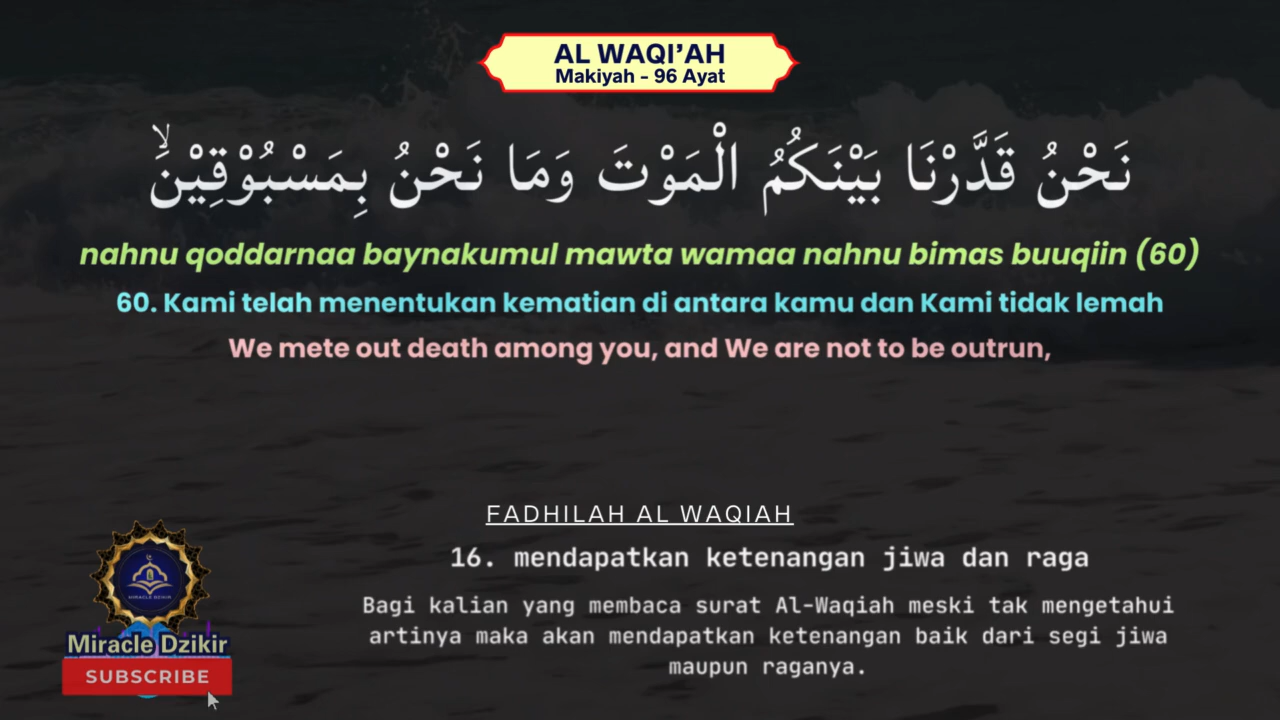 AL WAQI'AH
Makiyah - 96 Ayat
نَحْنُ قَدَّرْنَا بَيْنَكُمُ الْمَوْتَ وَمَا نَحْنُ بِمَسْبُوْقِيْنَۙ
nahnu qoddarnaa baynakumul mawta wamaa nahnu bimas buuqiin (60)
60. Kami telah menentukan kematian di antara kamu dan Kami tidak lemah
We mete out death among you, and We are not to be outrun,
FADHILAH AL WAQIAH
16. mendapatkan ketenangan jiwa dan raga
Bagi kalian yang membaca surat Al-Waqiah meski tak mengetahui
artinya maka akan mendapatkan ketenangan baik dari segi jiwa
maupun raganya.
MIRACLE DZIKIR
Miracle Dzikir
SUBSCRIBE